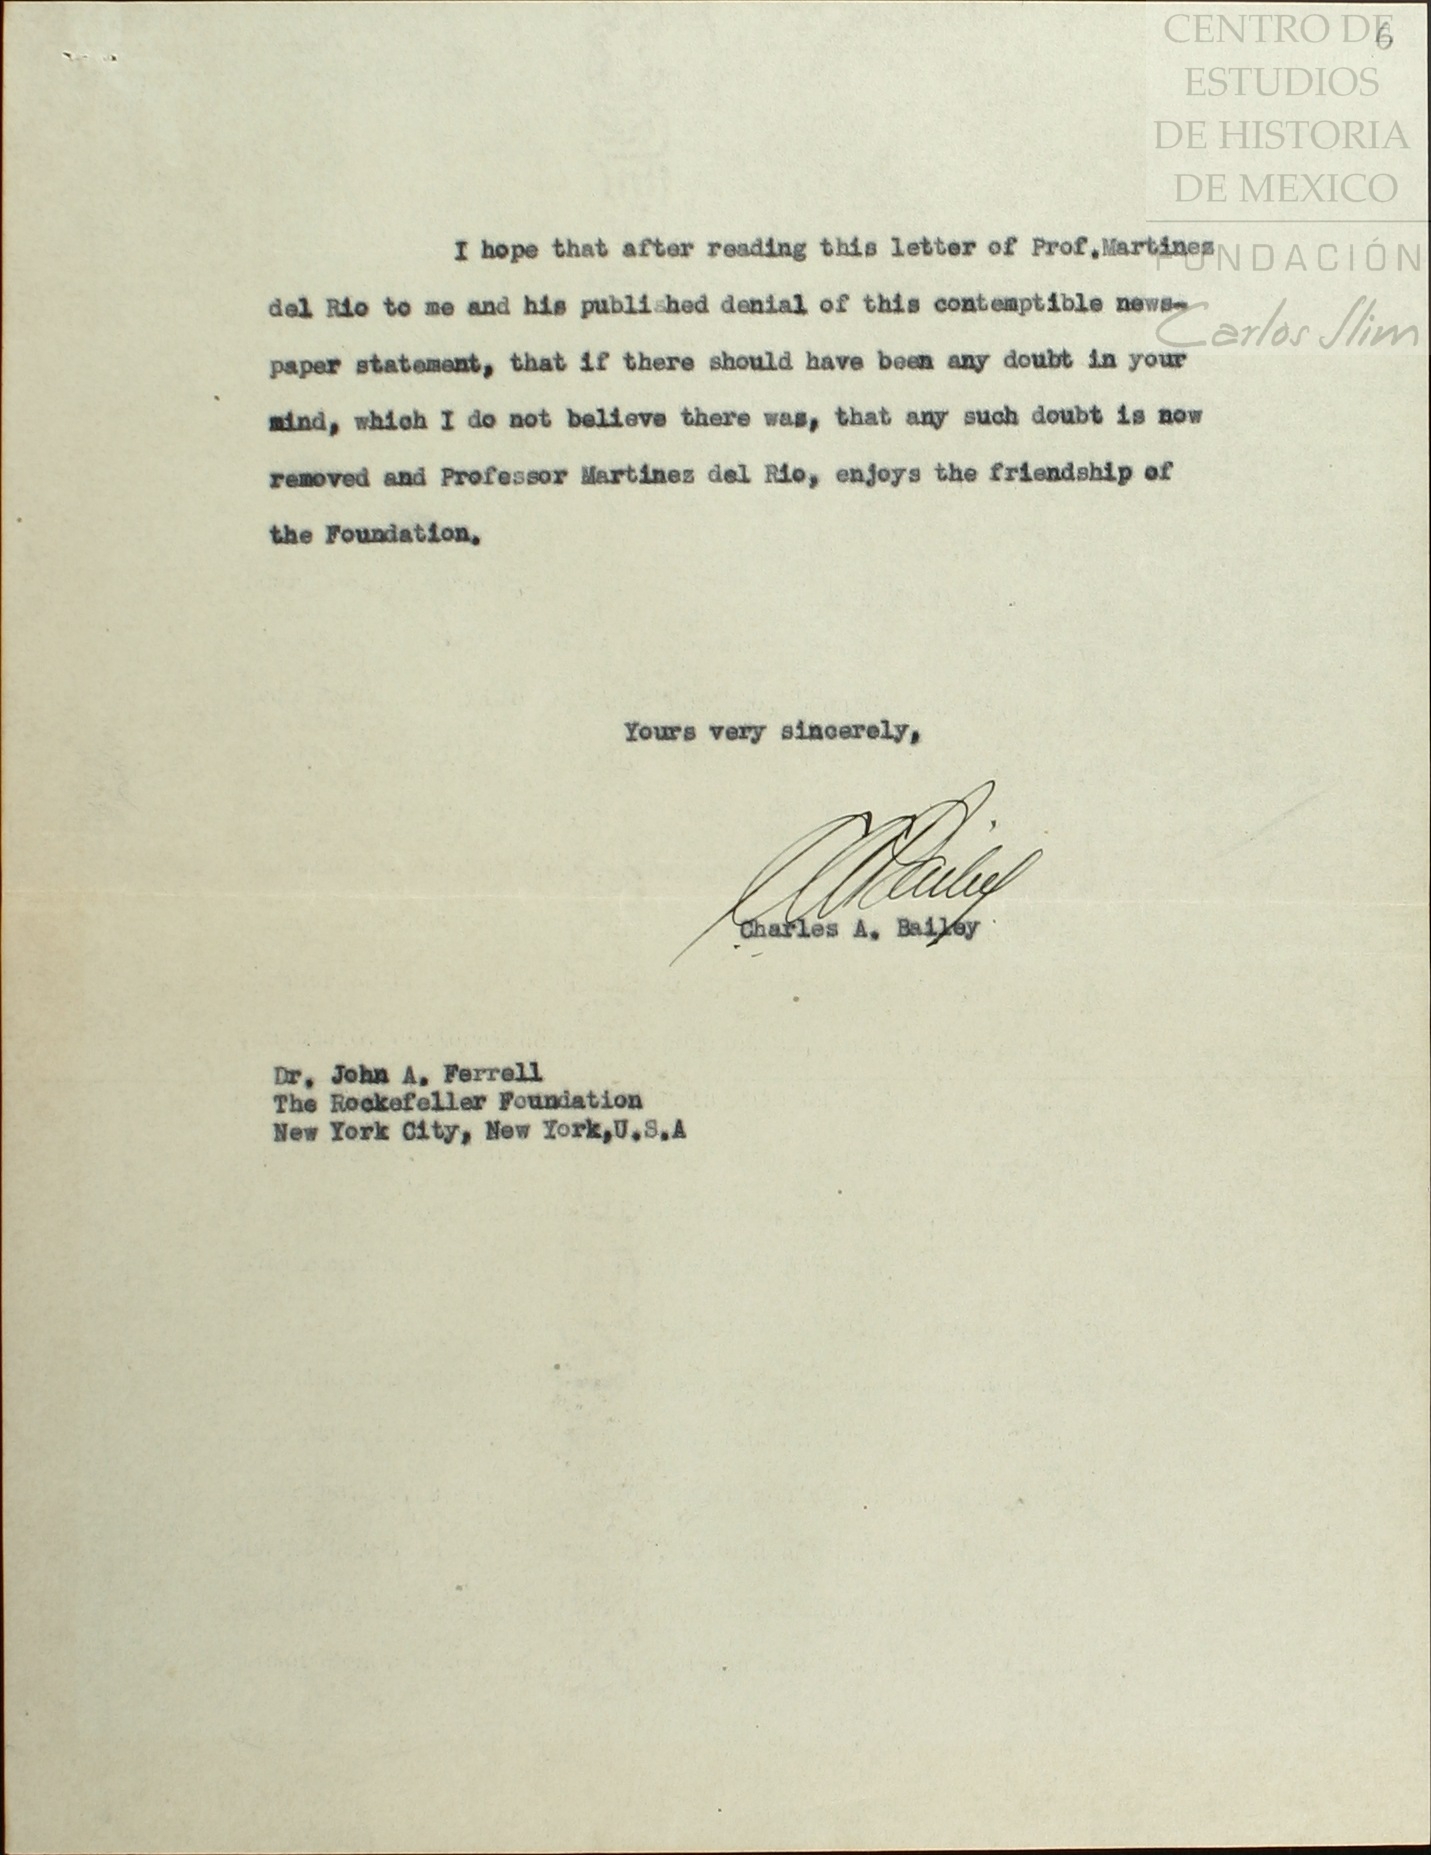 6
CENTRO DE
ESTUDIOS
DE HISTORIA
DE MEXICO
FUNDACIÓN
Carlos Slim
I hope that after reading this letter of Prof.Martinez
del Rio to me and his published denial of this contemptible news-
paper statement, that if there should have been any doubt in your
mind, which I do not believe there was, that any such doubt is now
removed and Professor Martinez del Rio, enjoys the friendship of
the Foundation.
Yours very sincerely,
CABailey
Charles A. Bailey
Dr. John A. Ferrell
The Rockefeller Foundation
New York City, New York,U.S.A